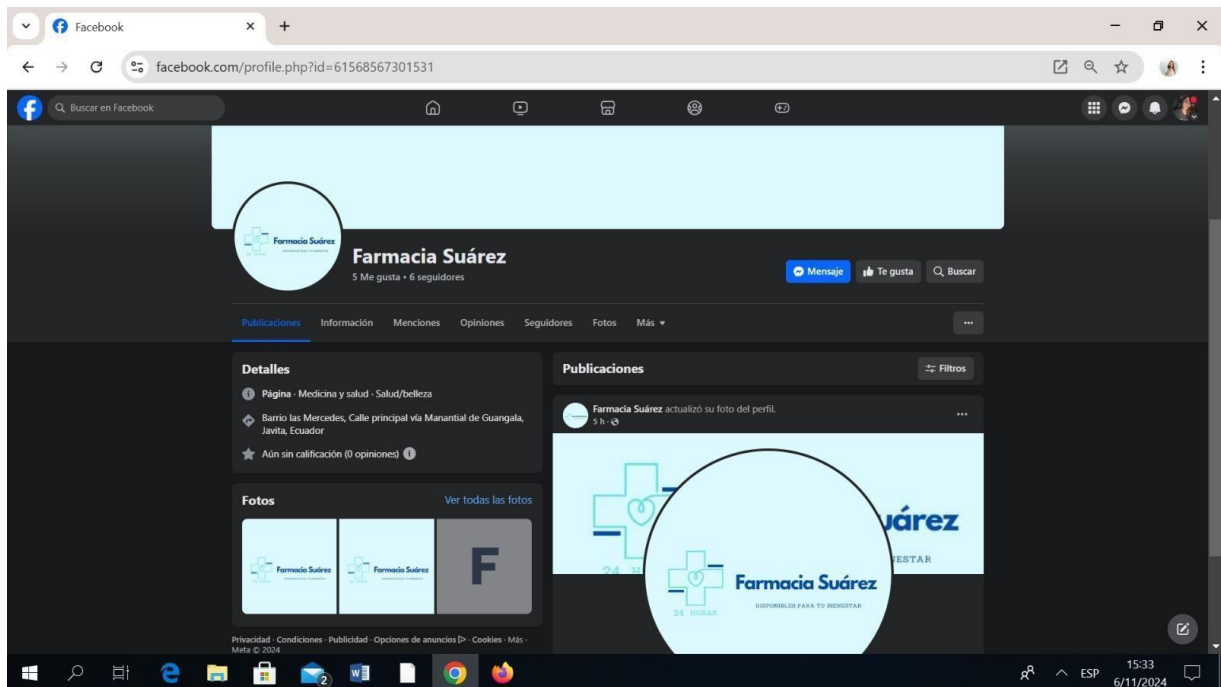 Facebook
facebook.com/profile.php?id=61568567301531
Buscar en Facebook
Farmacia Suárez
24 HORAS
Farmacia Suárez
5 Me gusta • 6 seguidores
Mensaje
Te gusta
Buscar
Publicaciones
Información
Menciones
Opiniones
Seguidores
Fotos
Más
Detalles
Página · Medicina y salud · Salud/belleza
Barrio las Mercedes, Calle principal vía Manantial de Guangala,
Javita, Ecuador
Aún sin calificación (0 opiniones)
Fotos
Ver todas las fotos
Farmacia Suárez
Farmacia Suárez
F
Privacidad · Condiciones · Publicidad · Opciones de anuncios · Cookies · Más ·
Meta © 2024
Publicaciones
Filtros
Farmacia Suárez actualizó su foto del perfil.
5 h ·
uárez
IESTAR
24 H
Farmacia Suárez
DISPONIBLES PARA TU BIENESTAR
24 HORAS
2
ESP
15:33
6/11/2024